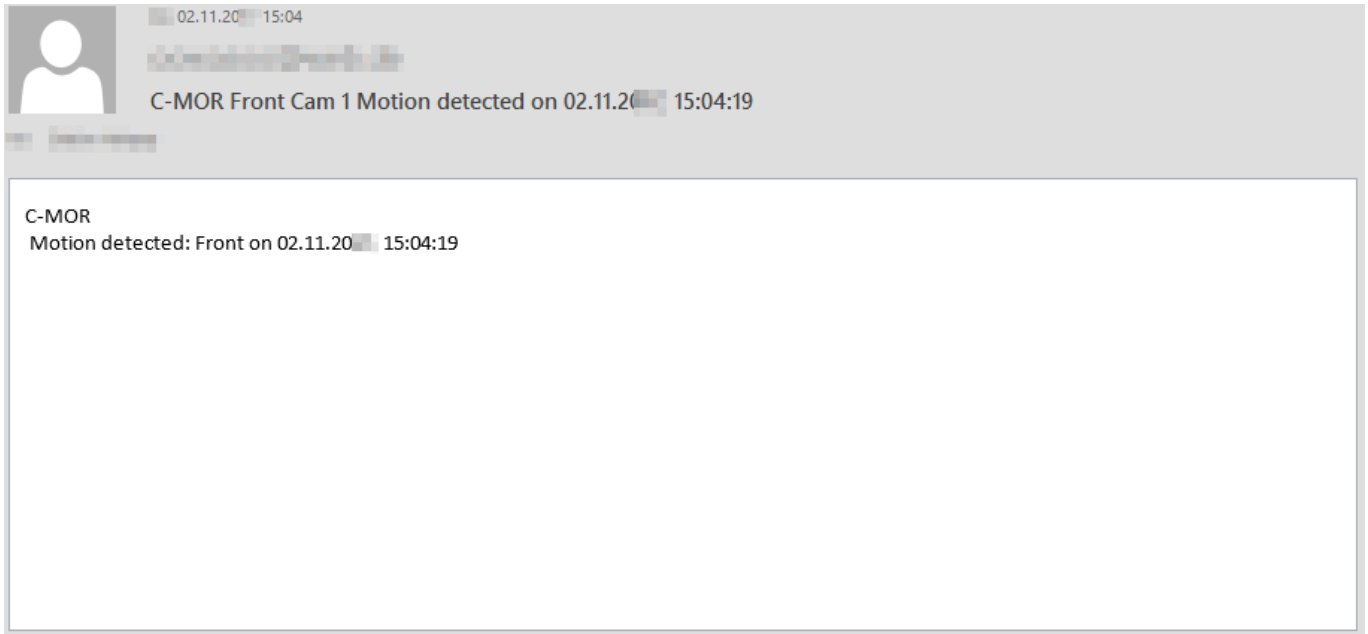 02.11.20 15:04
C-MOR Front Cam 1 Motion detected on 02.11.20 15:04:19
C-MOR
Motion detected: Front on 02.11.20 15:04:19